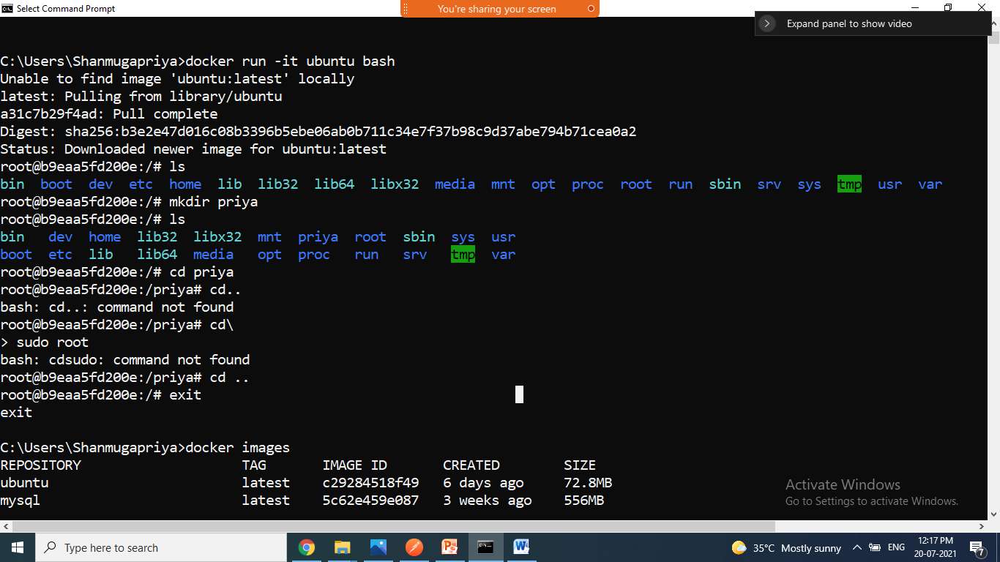 Select Command Prompt
You're sharing your screen
Expand panel to show video
C:\Users\Shanmugapriya>docker run -it ubuntu bash
Unable to find image 'ubuntu:latest' locally
latest: Pulling from library/ubuntu
a31c7b29f4ad: Pull complete
Digest: sha256:b3e2e47d016c08b3396b5ebe06ab0b711c34e7f37b98c9d37abe794b71cea0a2
Status: Downloaded newer image for ubuntu:latest
root@b9eaa5fd200e:/# ls
bin boot dev etc home lib lib32 lib64 libx32 media mnt opt proc root run sbin srv sys tmp usr var
root@b9eaa5fd200e:/# mkdir priya
root@b9eaa5fd200e:/# ls
bin dev home lib32 libx32 mnt priya root sbin sys usr
boot etc lib lib64 media opt proc run srv tmp var
root@b9eaa5fd200e:/# cd priya
root@b9eaa5fd200e:/priya# cd..
bash: cd..: command not found
root@b9eaa5fd200e:/priya# cd\
> sudo root
bash: cdsudo: command not found
root@b9eaa5fd200e:/priya# cd ..
root@b9eaa5fd200e:/# exit
exit
C:\Users\Shanmugapriya>docker images
REPOSITORY TAG IMAGE ID CREATED SIZE
ubuntu latest c29284518f49 6 days ago 72.8MB
mysql latest 5c62e459e087 3 weeks ago 556MB
Activate Windows
Go to Settings to activate Windows.
Type here to search
35°C Mostly sunny
ENG
12:17 PM
20-07-2021
7